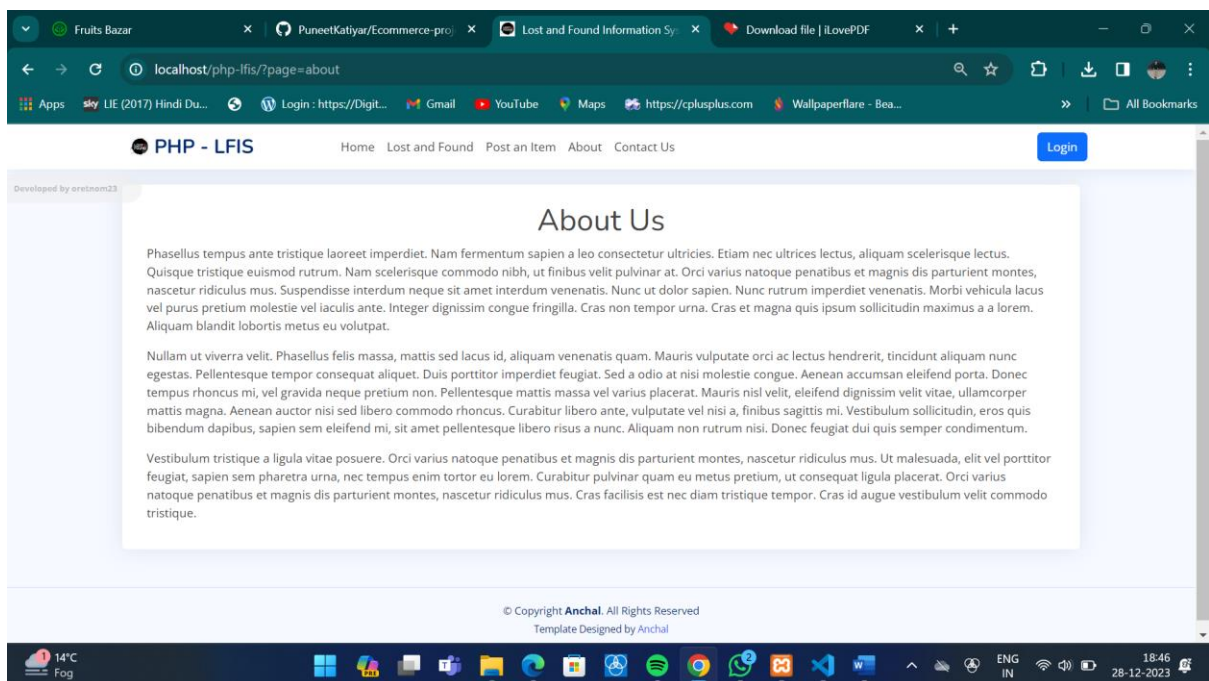 Fruits Bazar
PuneetKatiyar/Ecommerce-proj
Lost and Found Information Sys
Download file | iLovePDF
localhost/php-lfis/?page=about
Apps
sky LIE (2017) Hindi Du...
Login : https://Digit...
Gmail
YouTube
Maps
https://cplusplus.com
Wallpaperflare - Bea...
»
All Bookmarks
PHP - LFIS
Home Lost and Found Post an Item About Contact Us
Login
Developed by oretnom23
About Us
Phasellus tempus ante tristique laoreet imperdiet. Nam fermentum sapien a leo consectetur ultricies. Etiam nec ultrices lectus, aliquam scelerisque lectus.
Quisque tristique euismod rutrum. Nam scelerisque commodo nibh, ut finibus velit pulvinar at. Orci varius natoque penatibus et magnis dis parturient montes,
nascetur ridiculus mus. Suspendisse interdum neque sit amet interdum venenatis. Nunc ut dolor sapien. Nunc rutrum imperdiet venenatis. Morbi vehicula lacus
vel purus pretium molestie vel iaculis ante. Integer dignissim congue fringilla. Cras non tempor urna. Cras et magna quis ipsum sollicitudin maximus a a lorem.
Aliquam blandit lobortis metus eu volutpat.
Nullam ut viverra velit. Phasellus felis massa, mattis sed lacus id, aliquam venenatis quam. Mauris vulputate orci ac lectus hendrerit, tincidunt aliquam nunc
egestas. Pellentesque tempor consequat aliquet. Duis porttitor imperdiet feugiat. Sed a odio at nisi molestie congue. Aenean accumsan eleifend porta. Donec
tempus rhoncus mi, vel gravida neque pretium non. Pellentesque mattis massa vel varius placerat. Mauris nisl velit, eleifend dignissim velit vitae, ullamcorper
mattis magna. Aenean auctor nisi sed libero commodo rhoncus. Curabitur libero ante, vulputate vel nisi a, finibus sagittis mi. Vestibulum sollicitudin, eros quis
bibendum dapibus, sapien sem eleifend mi, sit amet pellentesque libero risus a nunc. Aliquam non rutrum nisi. Donec feugiat dui quis semper condimentum.
Vestibulum tristique a ligula vitae posuere. Orci varius natoque penatibus et magnis dis parturient montes, nascetur ridiculus mus. Ut malesuada, elit vel porttitor
feugiat, sapien sem pharetra urna, nec tempus enim tortor eu lorem. Curabitur pulvinar quam eu metus pretium, ut consequat ligula placerat. Orci varius
natoque penatibus et magnis dis parturient montes, nascetur ridiculus mus. Cras facilisis est nec diam tristique tempor. Cras id augue vestibulum velit commodo
tristique.
© Copyright Anchal. All Rights Reserved
Template Designed by Anchal
1
14°C
Fog
PRE
2
ENG
IN
18:46
28-12-2023